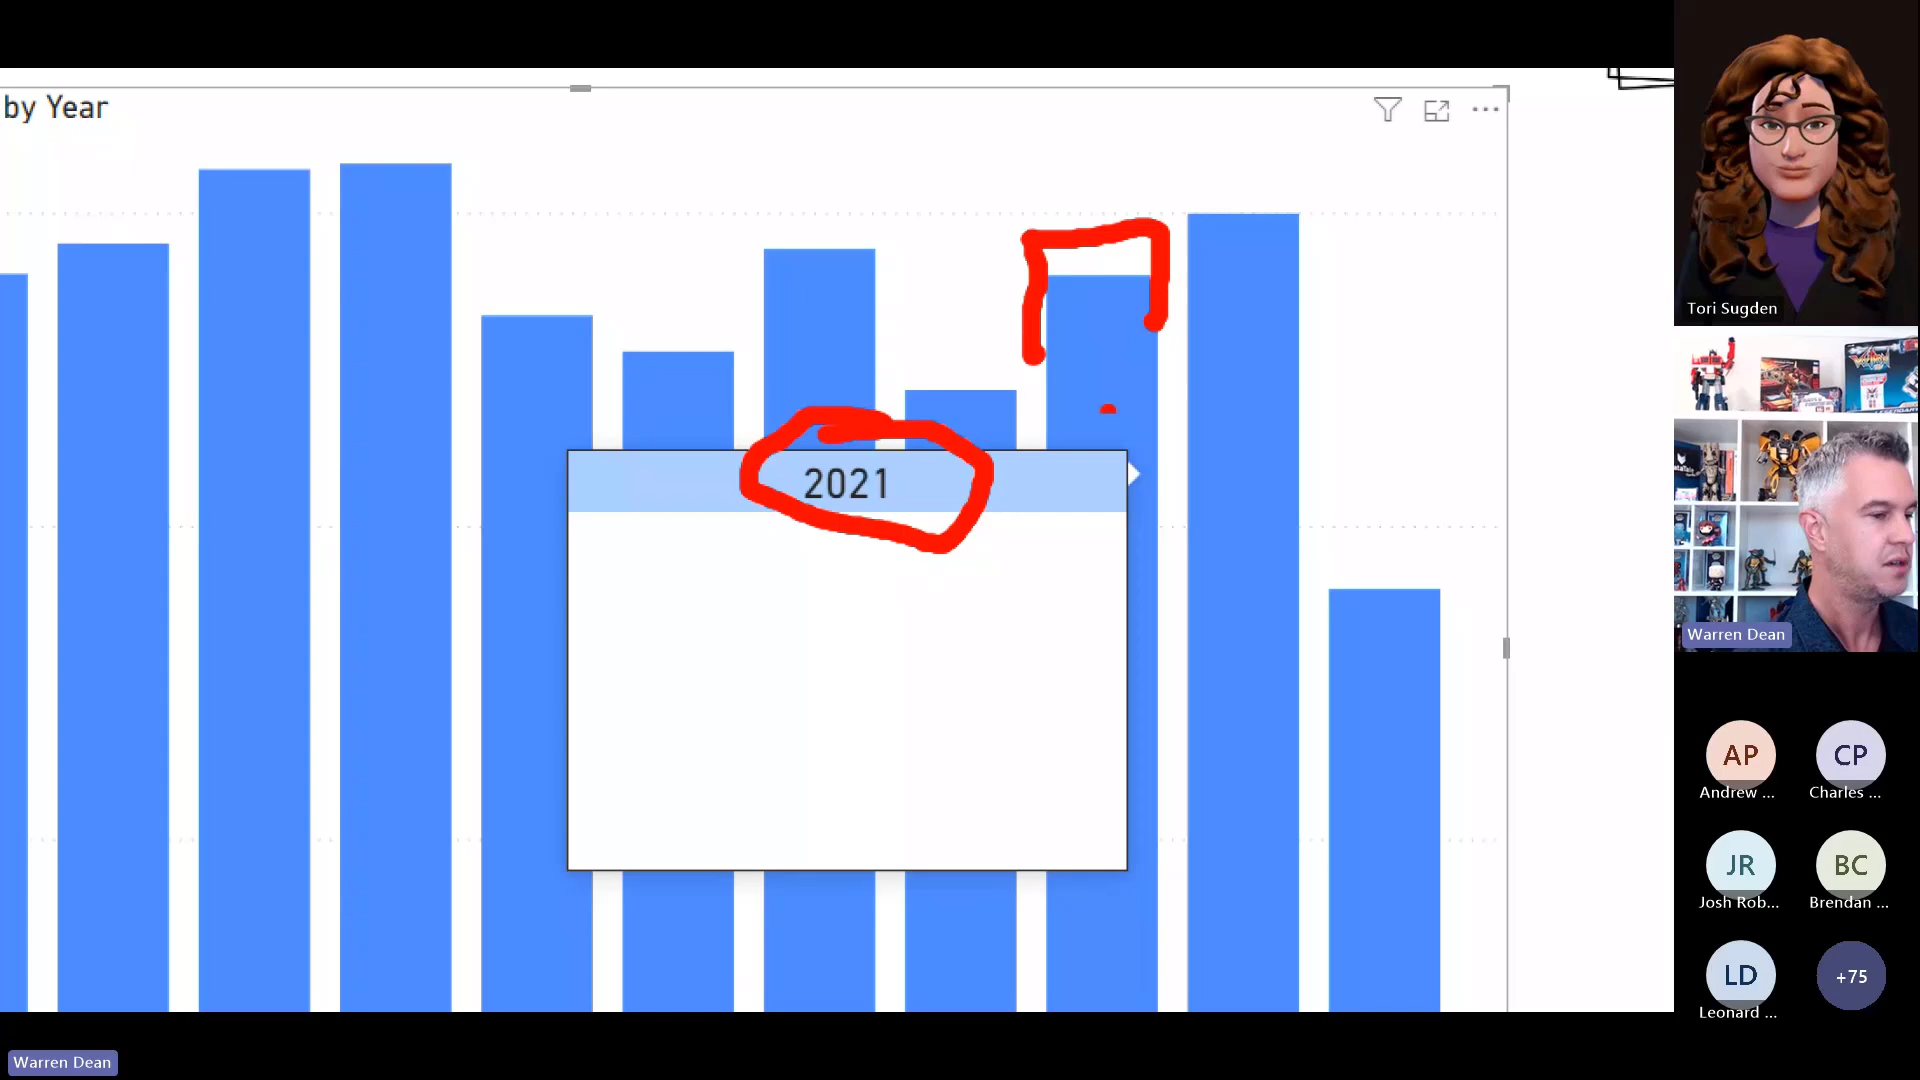 by Year
2021
Tori Sugden
Warren Dean
AP
Andrew ...
CP
Charles ...
JR
Josh Rob...
BC
Brendan ...
LD
Leonard ...
+75
Warren Dean